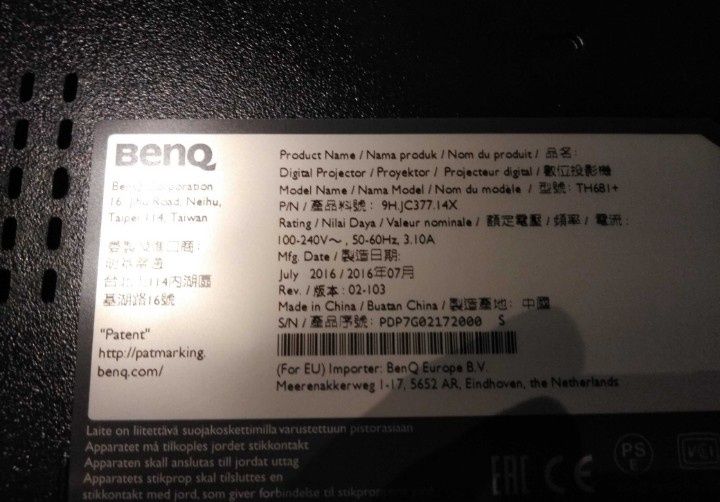 BenQ
BenQ Corporation
16, Jihu Road, Neihu,
Taipei 114, Taiwan
台北市114內湖區
基湖路16號
"Patent"
http://patmarking.
benq.com/
Product Name / Nama produk / Nom du produit / 品名:
Digital Projector / Proyektor / Projecteur digital / 數位投影機
Model Name / Nama Model / Nom du modèle / 型號: TH681+
P/N / 產品料號: 9H.JC377.14X
Rating / Nilai Daya / Valeur nominale / 額定電壓 / 頻率 / 電流:
100-240V~, 50-60Hz, 3.10A
Mfg. Date / 製造日期:
July 2016 / 2016年07月
Rev. / 版本: 02-103
Made in China / Buatan China / 製造產地: 中國
S/N / 產品序號: PDP7G02172000 S
(For EU) Importer: BenQ Europe B.V.
Meerenakkerweg 1-17, 5652 AR, Eindhoven, the Netherlands
Laite on liitettävä suojakoskettimilla varustettuun pistorasiaan
Apparatet må tilkoples jordet stikkontakt
Apparaten skall anslutas till jordat uttag
Apparatets stikprop skal tilsluttes en
stikkontakt med jord, som giver forbindelse til stikproppens jord.
EAC CE
PS
E
VCI